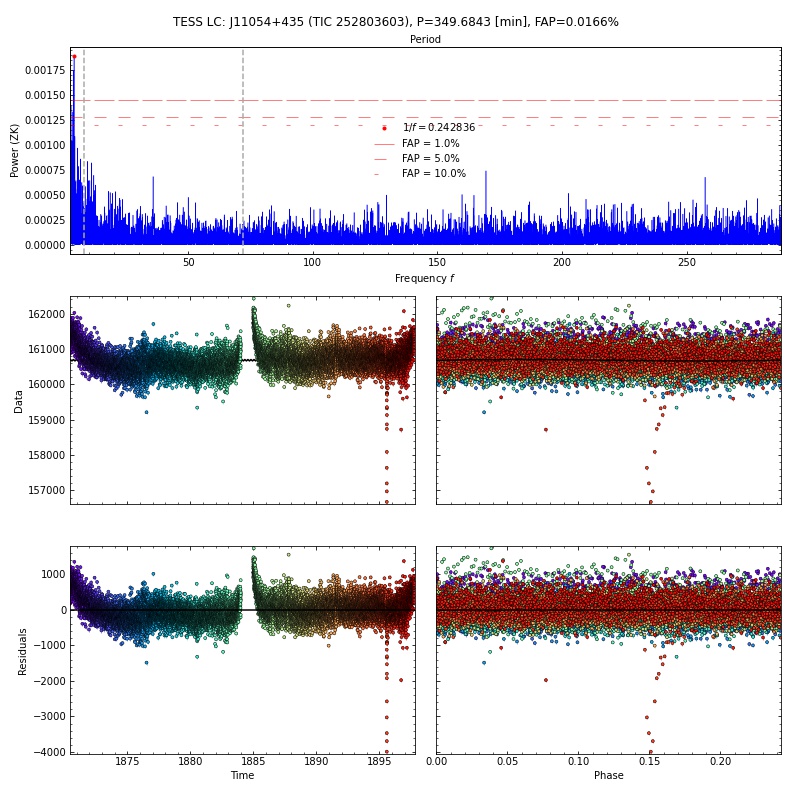 TESS LC: J11054+435 (TIC 252803603), P=349.6843 [min], FAP=0.0166%
Period
Power (ZK)
0.00175
0.00150
0.00125
0.00100
0.00075
0.00050
0.00025
0.00000
1/f = 0.242836
FAP = 1.0%
FAP = 5.0%
FAP = 10.0%
50 100 150 200 250
Frequency f
Data
162000
161000
160000
159000
158000
157000
Residuals
1000
0
−1000
−2000
−3000
−4000
1875 1880 1885 1890 1895
Time
0.00 0.05 0.10 0.15 0.20
Phase